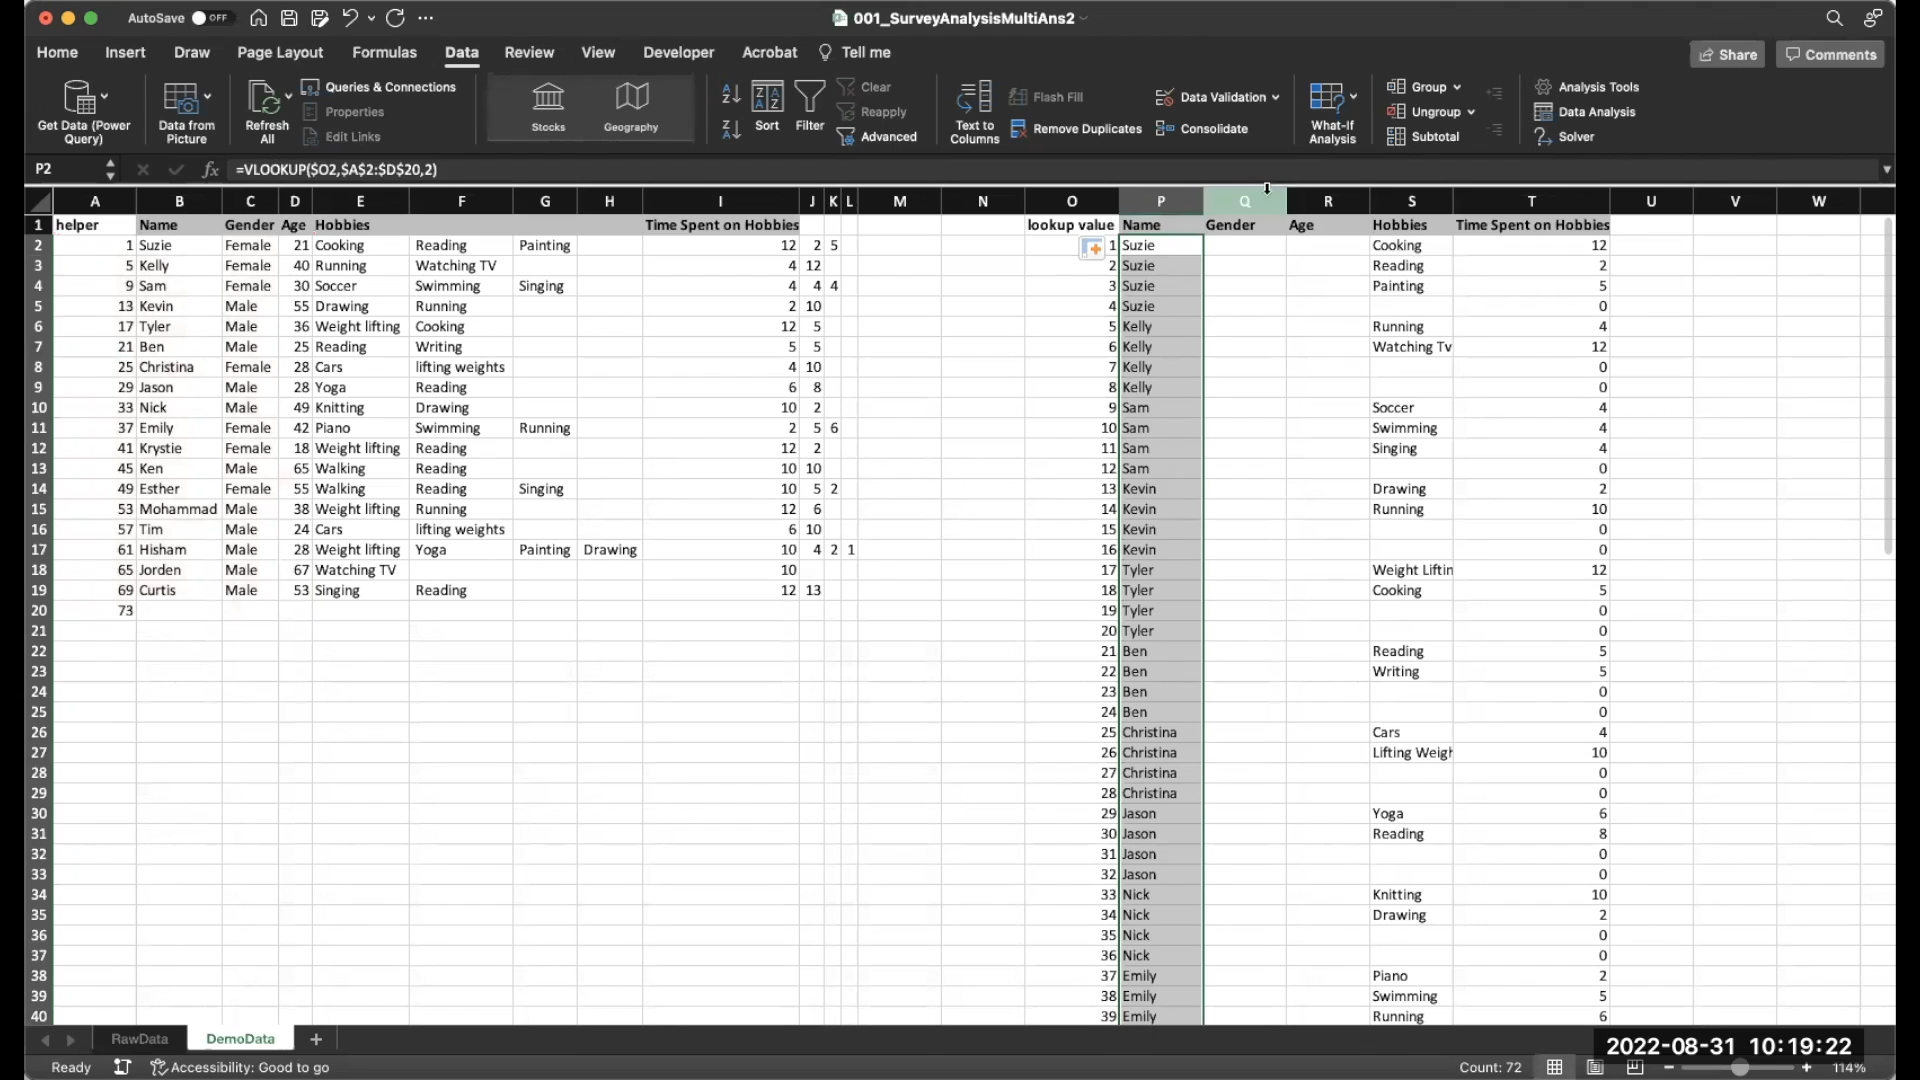 AutoSave OFF 001_SurveyAnalysisMultiAns2
Home Insert Draw Page Layout Formulas Data Review View Developer Acrobat Tell me Share Comments
Get Data (Power Query) Data from Picture Refresh All Queries & Connections Properties Edit Links Stocks Geography Sort Filter Clear Reapply Advanced Text to Columns Flash Fill Remove Duplicates Data Validation Consolidate What-If Analysis Group Ungroup Subtotal Analysis Tools Data Analysis Solver
P2 fx =VLOOKUP($O2,$A$2:$D$20,2)
A B C D E F G H I J K L M N O P Q R S T U V W
1 helper Name Gender Age Hobbies Time Spent on Hobbies lookup value Name Gender Age Hobbies Time Spent on Hobbies
2 1 Suzie Female 21 Cooking Reading Painting 12 2 5 1 Suzie Cooking 12
3 5 Kelly Female 40 Running Watching TV 4 12 2 Suzie Reading 2
4 9 Sam Female 30 Soccer Swimming Singing 4 4 4 3 Suzie Painting 5
5 13 Kevin Male 55 Drawing Running 2 10 4 Suzie 0
6 17 Tyler Male 36 Weight lifting Cooking 12 5 5 Kelly Running 4
7 21 Ben Male 25 Reading Writing 5 5 6 Kelly Watching Tv 12
8 25 Christina Female 28 Cars lifting weights 4 10 7 Kelly 0
9 29 Jason Male 28 Yoga Reading 6 8 8 Kelly 0
10 33 Nick Male 49 Knitting Drawing 10 2 9 Sam Soccer 4
11 37 Emily Female 42 Piano Swimming Running 2 5 6 10 Sam Swimming 4
12 41 Krystie Female 18 Weight lifting Reading 12 2 11 Sam Singing 4
13 45 Ken Male 65 Walking Reading 10 10 12 Sam 0
14 49 Esther Female 55 Walking Reading Singing 10 5 2 13 Kevin Drawing 2
15 53 Mohammad Male 38 Weight lifting Running 12 6 14 Kevin Running 10
16 57 Tim Male 24 Cars lifting weights 6 10 15 Kevin 0
17 61 Hisham Male 28 Weight lifting Yoga Painting Drawing 10 4 2 1 16 Kevin 0
18 65 Jorden Male 67 Watching TV 10 17 Tyler Weight Liftin 12
19 69 Curtis Male 53 Singing Reading 12 13 18 Tyler Cooking 5
20 73 19 Tyler 0
21 20 Tyler 0
22 21 Ben Reading 5
23 22 Ben Writing 5
24 23 Ben 0
25 24 Ben 0
26 25 Christina Cars 4
27 26 Christina Lifting Weigh 10
28 27 Christina 0
29 28 Christina 0
30 29 Jason Yoga 6
31 30 Jason Reading 8
32 31 Jason 0
33 32 Jason 0
34 33 Nick Knitting 10
35 34 Nick Drawing 2
36 35 Nick 0
37 36 Nick 0
38 37 Emily Piano 2
39 38 Emily Swimming 5
40 39 Emily Running 6
RawData DemoData
2022-08-31 10:19:22
Ready Accessibility: Good to go Count: 72 114%